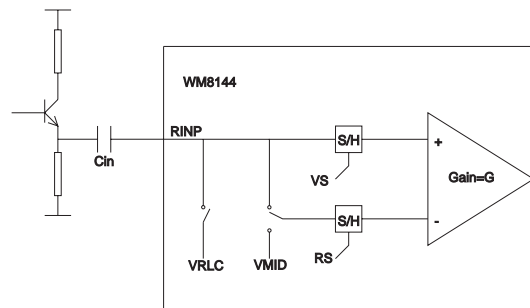 WM8144
RINP
Cin
S/H
+
VS
Gain=G
S/H
-
VRLC
VMID
RS